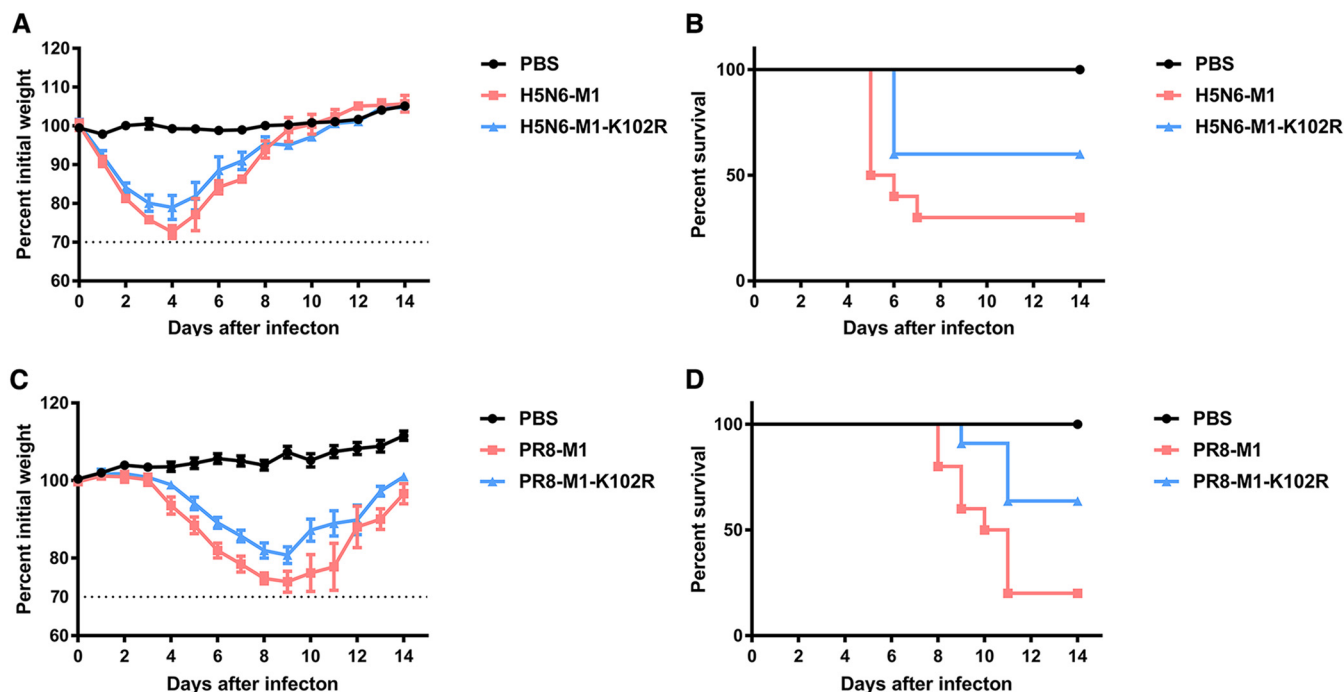 A
Percent initial weight
120
110
100
90
80
70
60
0 2 4 6 8 10 12 14
Days after infecton
PBS
H5N6-M1
H5N6-M1-K102R
B
Percent survival
100
50
0
0 2 4 6 8 10 12 14
Days after infecton
PBS
H5N6-M1
H5N6-M1-K102R
C
Percent initial weight
120
100
80
70
60
0 2 4 6 8 10 12 14
Days after infecton
PBS
PR8-M1
PR8-M1-K102R
D
Percent survival
100
50
0
0 2 4 6 8 10 12 14
Days after infecton
PBS
PR8-M1
PR8-M1-K102R